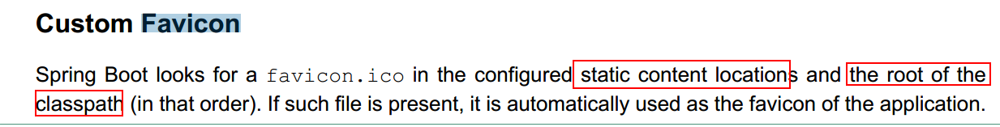 Custom Favicon
Spring Boot looks for a favicon.ico in the configured static content locations and the root of the
classpath (in that order). If such file is present, it is automatically used as the favicon of the application.